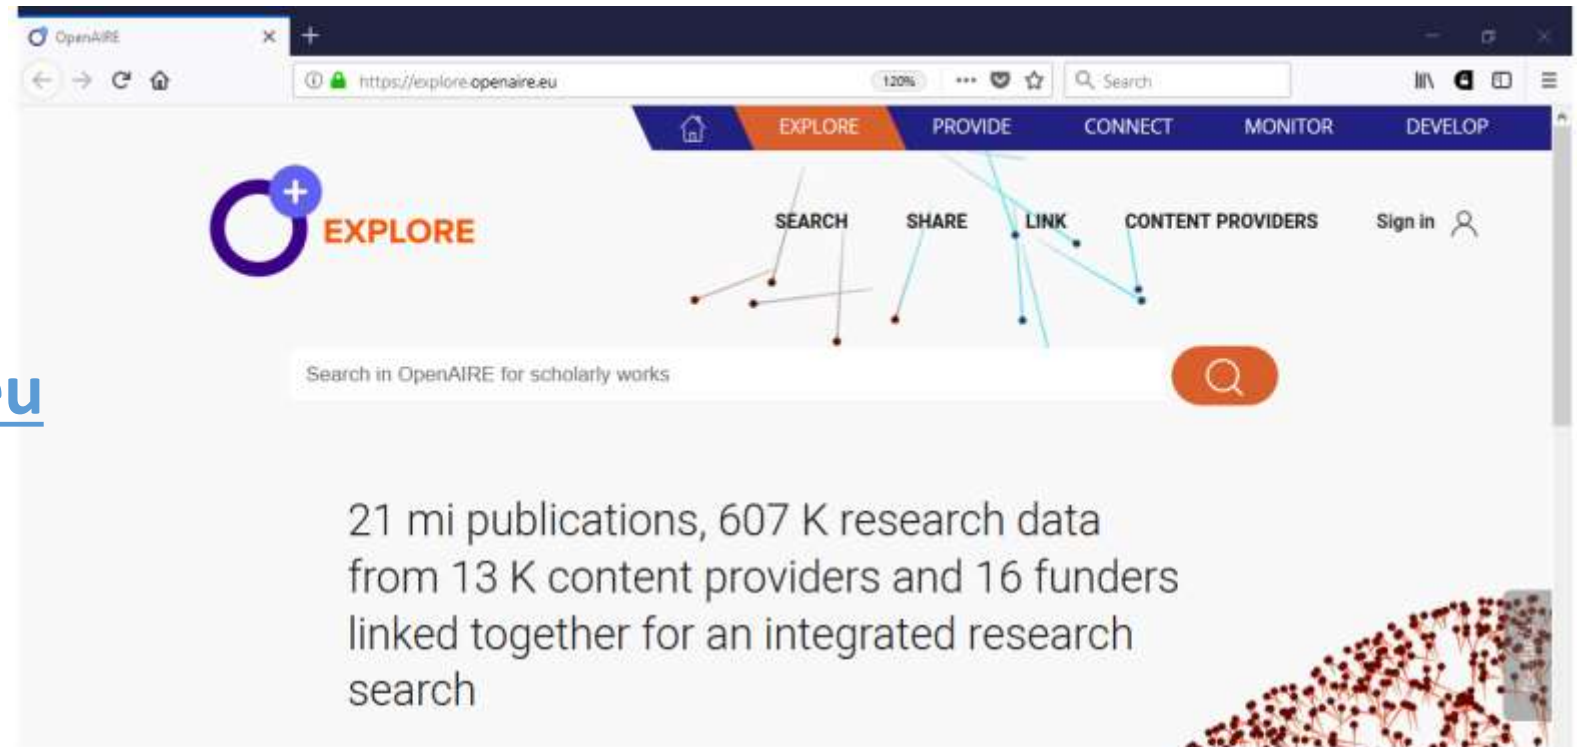 OpenAIRE
https://explore.openaire.eu
120%
Search
EXPLORE PROVIDE CONNECT MONITOR DEVELOP
EXPLORE
SEARCH SHARE LINK CONTENT PROVIDERS Sign in
Search in OpenAIRE for scholarly works
21 mi publications, 607 K research data
from 13 K content providers and 16 funders
linked together for an integrated research
search